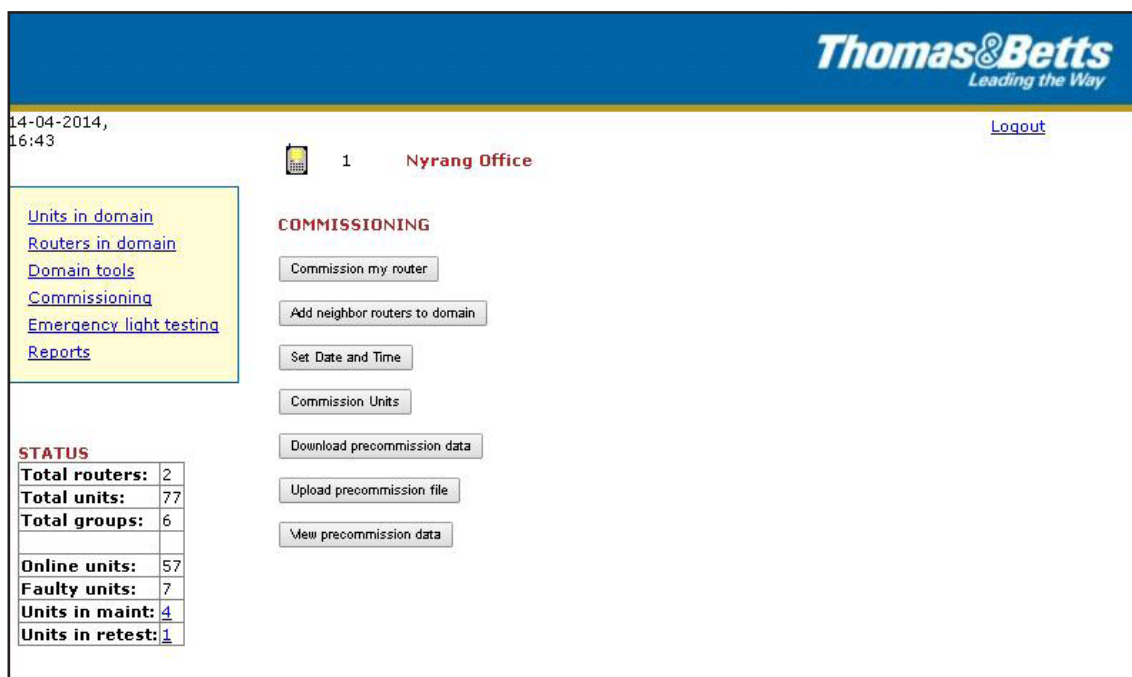 Thomas&Betts
Leading the Way
14-04-2014,
16:43
Logout
1 Nyrang Office
Units in domain
Routers in domain
Domain tools
Commissioning
Emergency light testing
Reports
COMMISSIONING
Commission my router
Add neighbor routers to domain
Set Date and Time
Commission Units
Download precommission data
Upload precommission file
View precommission data
STATUS
Total routers: 2
Total units: 77
Total groups: 6
Online units: 57
Faulty units: 7
Units in maint: 4
Units in retest: 1